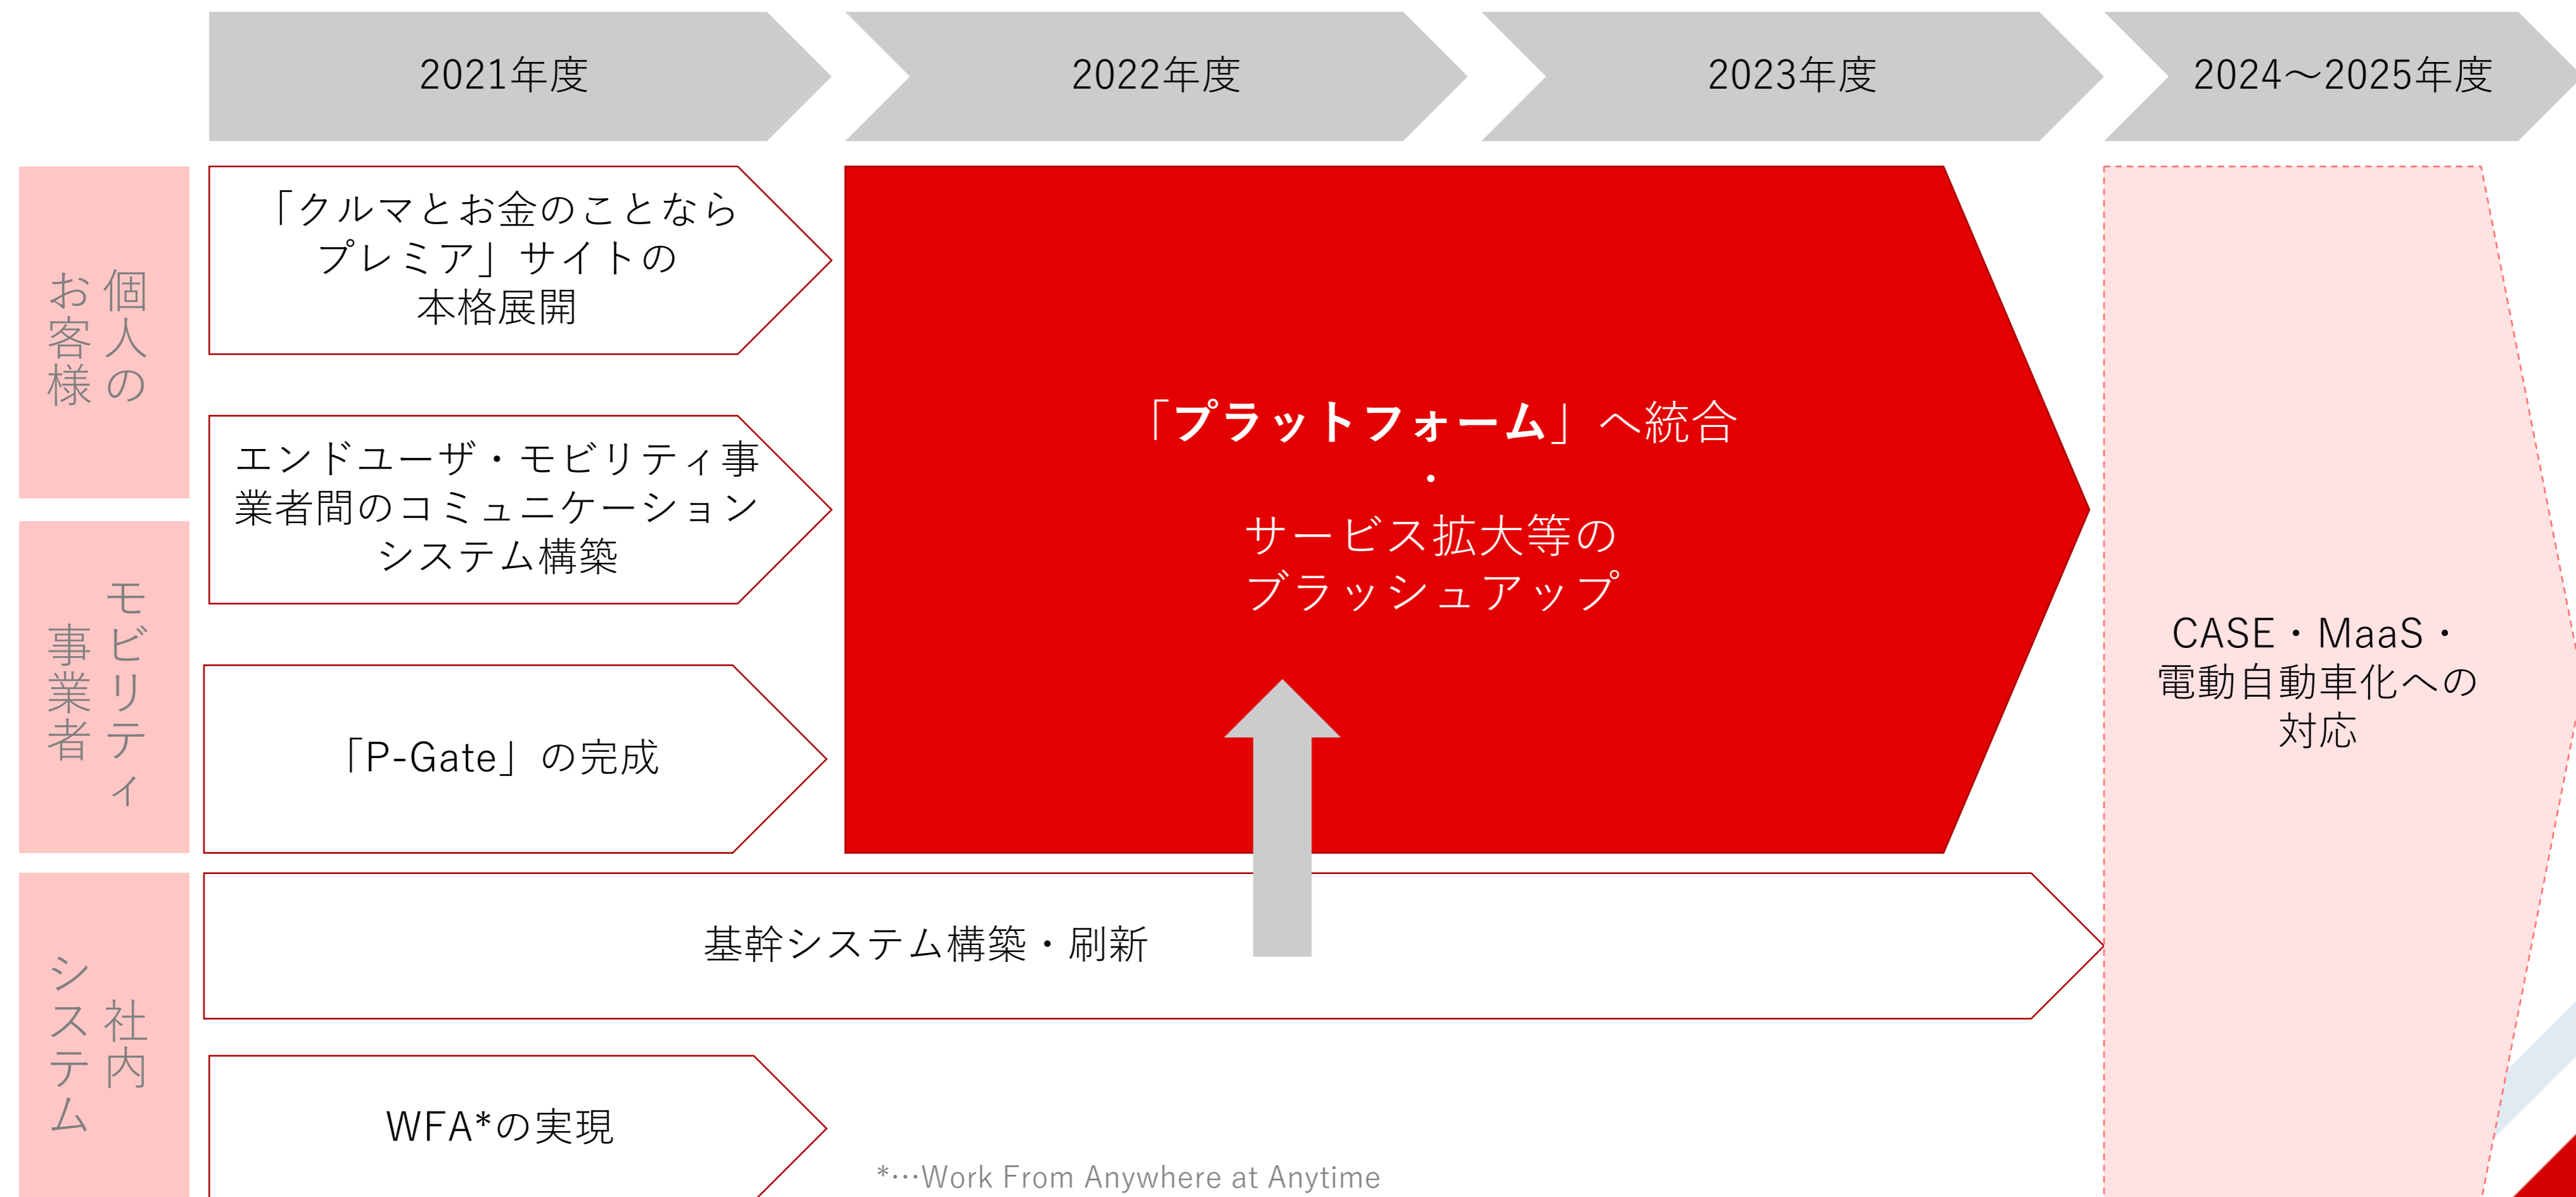 2021年度
2022年度
2023年度
2024～2025年度
個人の
お客様
モビリティ
事業者
社内
システム
「クルマとお金のことなら
プレミア」サイトの
本格展開
エンドユーザ・モビリティ事
業者間のコミュニケーション
システム構築
「P-Gate」の完成
「プラットフォーム」へ統合
・
サービス拡大等の
ブラッシュアップ
CASE・MaaS・
電動自動車化への
対応
基幹システム構築・刷新
WFA*の実現
*…Work From Anywhere at Anytime